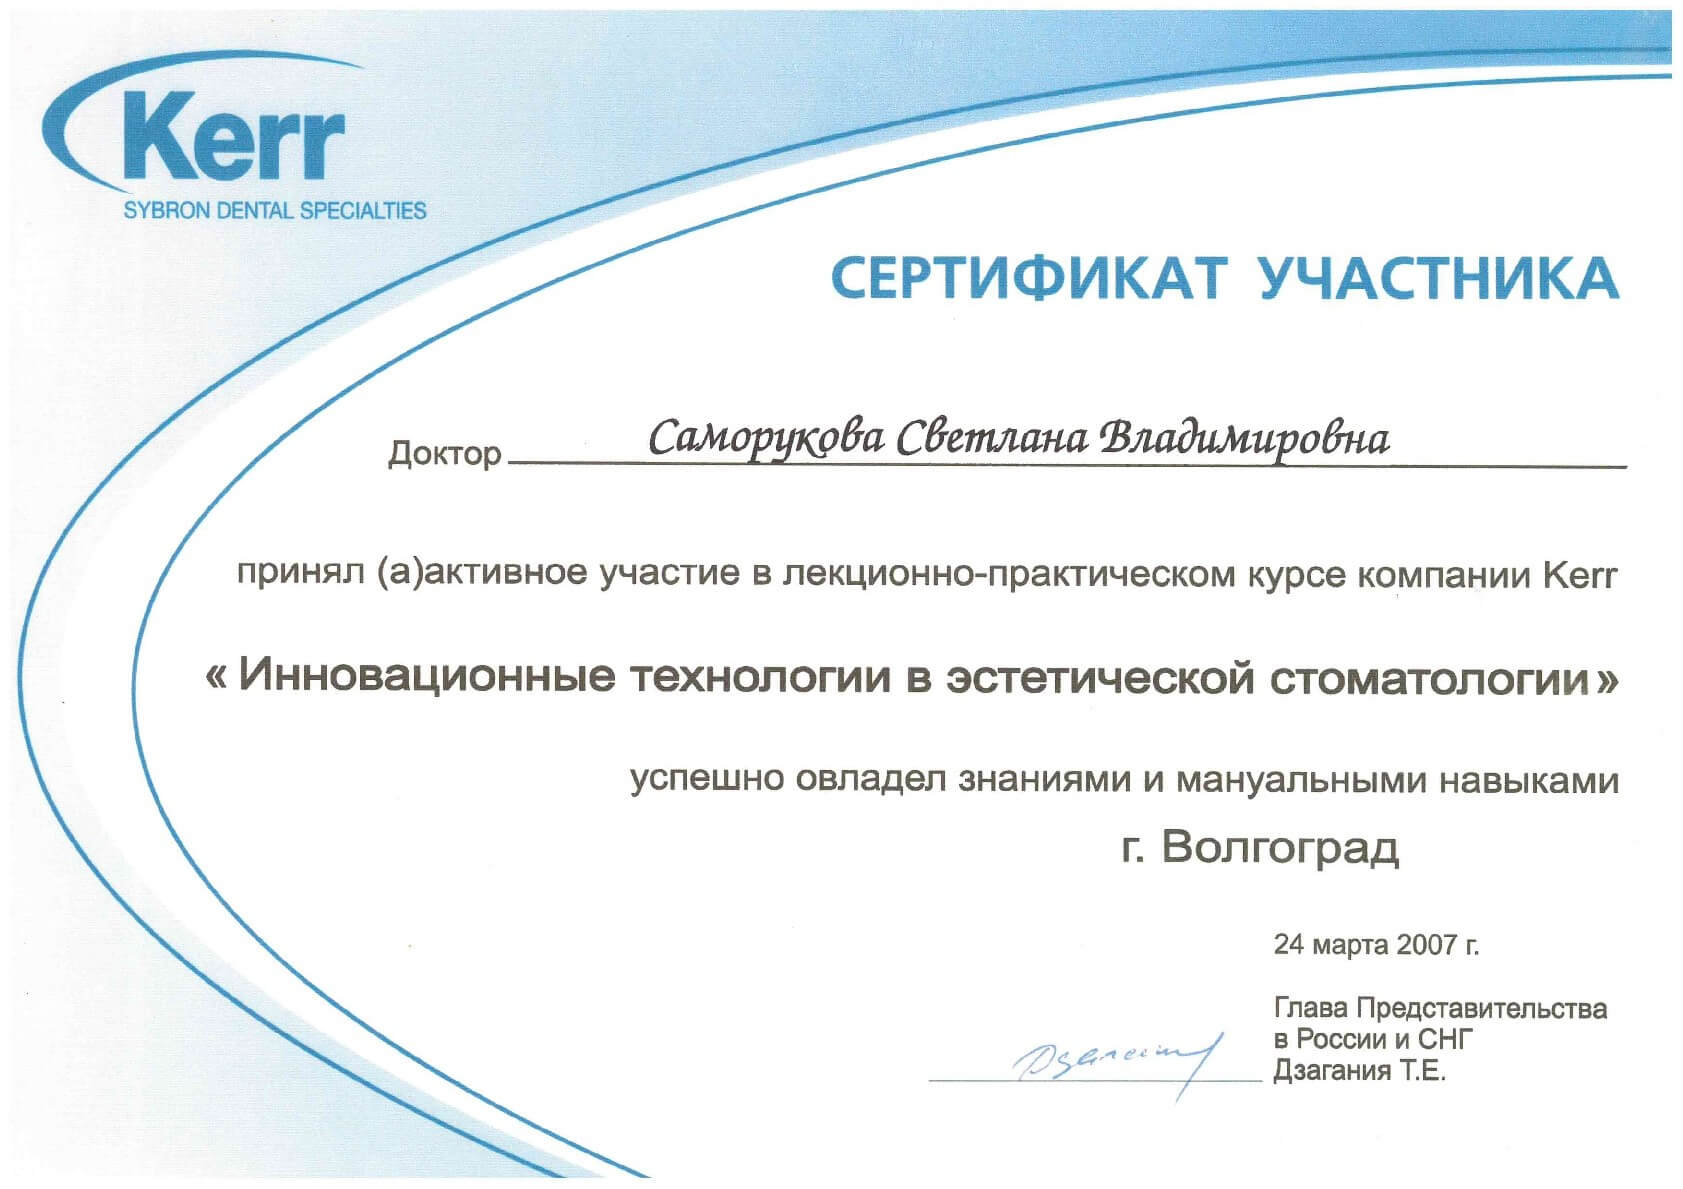 Kerr
SYBRON DENTAL SPECIALTIES
СЕРТИФИКАТ УЧАСТНИКА
Доктор Саморукова Светлана Владимировна
принял (а)активное участие в лекционно-практическом курсе компании Kerr
« Инновационные технологии в эстетической стоматологии»
успешно овладел знаниями и мануальными навыками
г. Волгоград
24 марта 2007 г.
Глава Представительства
в России и СНГ
Дзагания Т.Е.